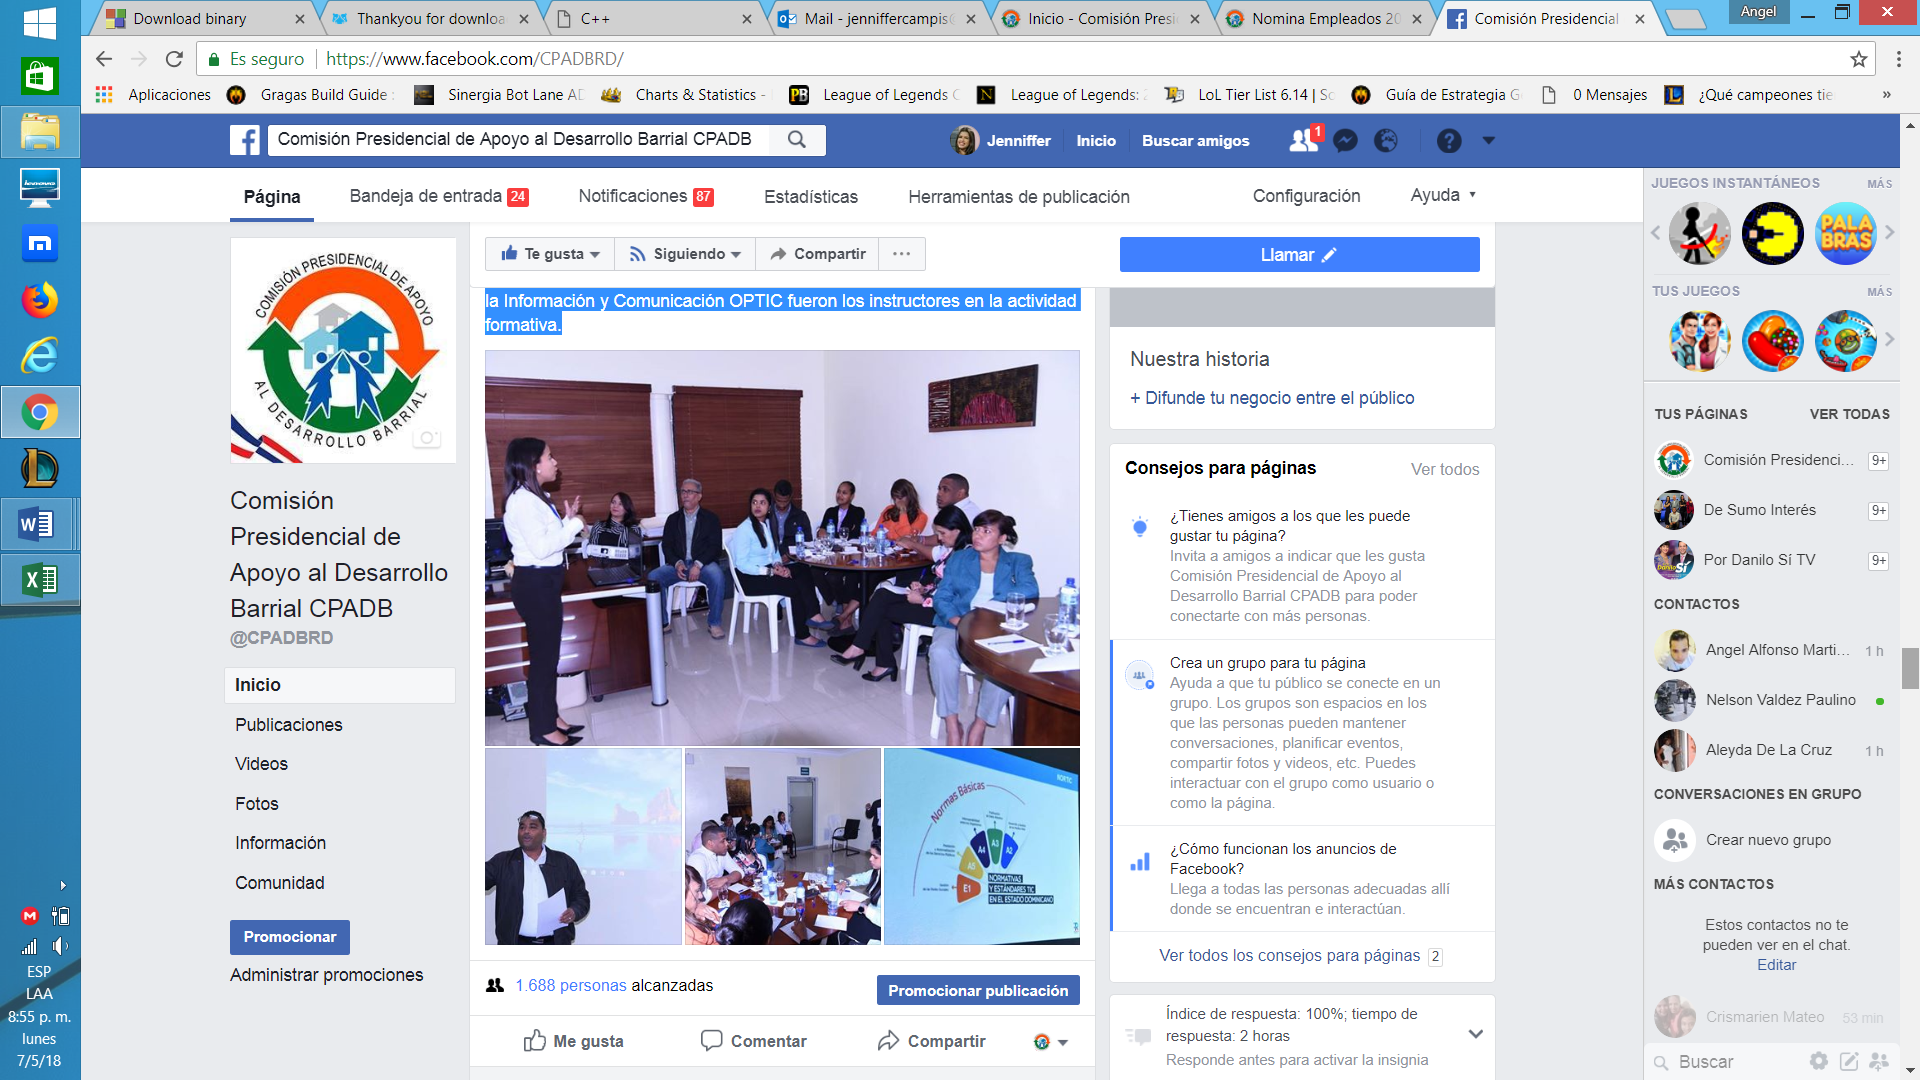 Download binary
Thankyou for downloa
C++
Mail - jenniffercampis@
Inicio - Comisión Presi
Nomina Empleados 20
Comisión Presidencial
Angel
Es seguro
https://www.facebook.com/CPADBRD/
Aplicaciones
Gragas Build Guide :
Sinergia Bot Lane AD
Charts & Statistics -
League of Legends C
League of Legends: 2
LoL Tier List 6.14 | So
Guía de Estrategia G
0 Mensajes
¿Qué campeones tie
»
Comisión Presidencial de Apoyo al Desarrollo Barrial CPADB
Jenniffer
Inicio
Buscar amigos
1
Página
Bandeja de entrada 24
Notificaciones 87
Estadísticas
Herramientas de publicación
Configuración
Ayuda
COMISIÓN PRESIDENCIAL DE APOYO
AL DESARROLLO BARRIAL
Comisión
Presidencial de
Apoyo al Desarrollo
Barrial CPADB
@CPADBRD
Inicio
Publicaciones
Videos
Fotos
Información
Comunidad
Promocionar
Administrar promociones
Te gusta
Siguiendo
Compartir
...
Llamar
la Información y Comunicación OPTIC fueron los instructores en la actividad
formativa.
Normas Básicas
E1
A5
A4
A3
A2
NORMATIVAS
Y ESTÁNDARES TIC
EN EL ESTADO DOMINICANO
1.688 personas alcanzadas
Promocionar publicación
Me gusta
Comentar
Compartir
Nuestra historia
+ Difunde tu negocio entre el público
Consejos para páginas
Ver todos
¿Tienes amigos a los que les puede
gustar tu página?
Invita a amigos a indicar que les gusta
Comisión Presidencial de Apoyo al
Desarrollo Barrial CPADB para poder
conectarte con más personas.
Crea un grupo para tu página
Ayuda a que tu público se conecte en un
grupo. Los grupos son espacios en los
que las personas pueden mantener
conversaciones, planificar eventos,
compartir fotos y videos, etc. Puedes
interactuar con el grupo como usuario o
como la página.
¿Cómo funcionan los anuncios de
Facebook?
Llega a todas las personas adecuadas allí
donde se encuentran e interactúan.
Ver todos los consejos para páginas 2
Índice de respuesta: 100%; tiempo de
respuesta: 2 horas
Responde antes para activar la insignia
JUEGOS INSTANTÁNEOS
MÁS
PALA
BRAS
TUS JUEGOS
MÁS
TUS PÁGINAS
VER TODAS
Comisión Presidenci...
9+
De Sumo Interés
9+
Por Danilo Sí TV
9+
CONTACTOS
Angel Alfonso Marti...
1 h
Nelson Valdez Paulino
Aleyda De La Cruz
1 h
CONVERSACIONES EN GRUPO
Crear nuevo grupo
MÁS CONTACTOS
Estos contactos no te
pueden ver en el chat.
Editar
Crismarien Mateo
53 min
Buscar
ESP
LAA
8:55 p. m.
lunes
7/5/18